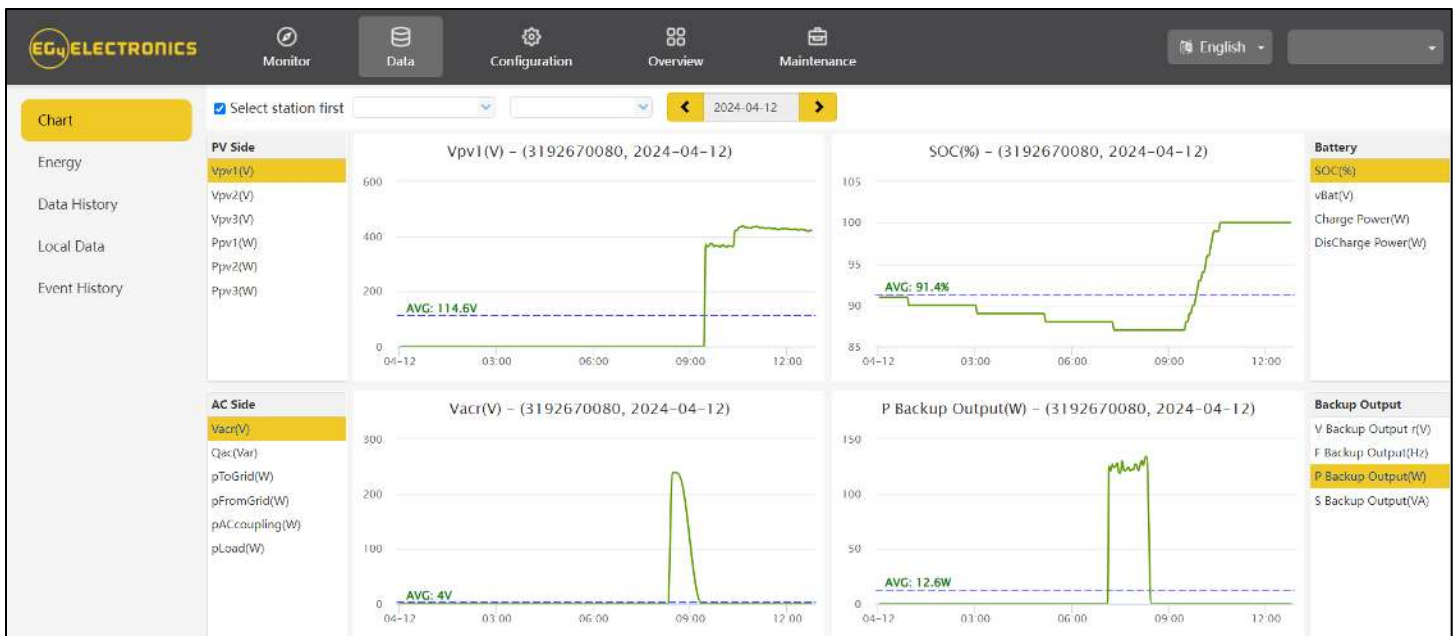 EG4 ELECTRONICS
Monitor
Data
Configuration
Overview
Maintenance
English
Chart
Energy
Data History
Local Data
Event History
Select station first
2024-04-12
PV Side
Vpv1(V)
Vpv2(V)
Vpv3(V)
Ppv1(W)
Ppv2(W)
Ppv3(W)
Vpv1(V) - (3192670080, 2024-04-12)
600
400
200
0
AVG: 114.6V
04-12 03:00 06:00 09:00 12:00
SOC(%) - (3192670080, 2024-04-12)
105
100
95
90
85
AVG: 91.4%
04-12 03:00 06:00 09:00 12:00
Battery
SOC(%)
vBat(V)
Charge Power(W)
DisCharge Power(W)
AC Side
Vacr(V)
Qac(Var)
pToGrid(W)
pFromGrid(W)
pACcoupling(W)
pLoad(W)
Vacr(V) - (3192670080, 2024-04-12)
300
200
100
0
AVG: 4V
04-12 03:00 06:00 09:00 12:00
P Backup Output(W) - (3192670080, 2024-04-12)
150
100
50
0
AVG: 12.6W
04-12 03:00 06:00 09:00 12:00
Backup Output
V Backup Output r(V)
F Backup Output(Hz)
P Backup Output(W)
S Backup Output(VA)